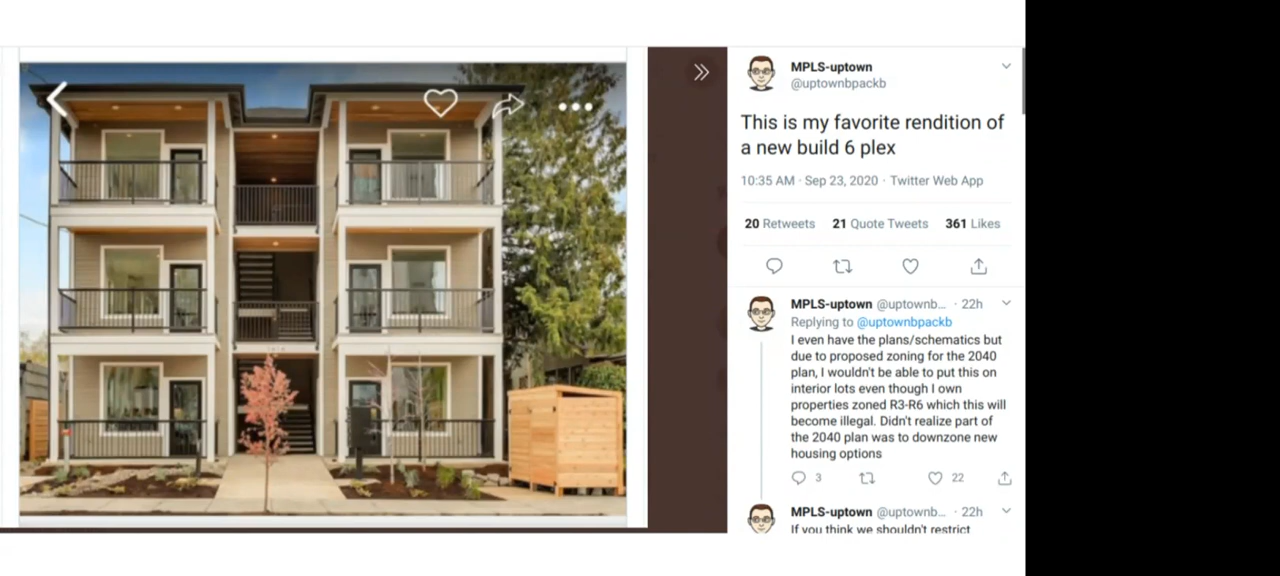 MPLS-uptown
@uptownbpackb
This is my favorite rendition of
a new build 6 plex
10:35 AM · Sep 23, 2020 · Twitter Web App
20 Retweets 21 Quote Tweets 361 Likes
MPLS-uptown @uptownb... · 22h
Replying to @uptownbpackb
I even have the plans/schematics but
due to proposed zoning for the 2040
plan, I wouldn't be able to put this on
interior lots even though I own
properties zoned R3-R6 which this will
become illegal. Didn't realize part of
the 2040 plan was to downzone new
housing options
3 22
MPLS-uptown @uptownb... · 22h
If you think we shouldn't restrict